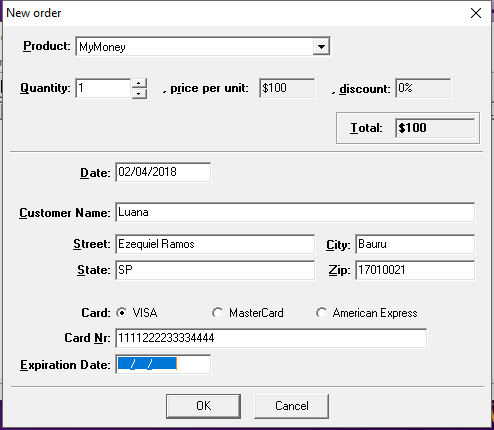 New order
Product: MyMoney
Quantity: 1 , price per unit: $100 , discount: 0%
Total: $100
Date: 02/04/2018
Customer Name: Luana
Street: Ezequiel Ramos City: Bauru
State: SP Zip: 17010021
Card: VISA MasterCard American Express
Card Nr: 1111222233334444
Expiration Date: / /
OK Cancel